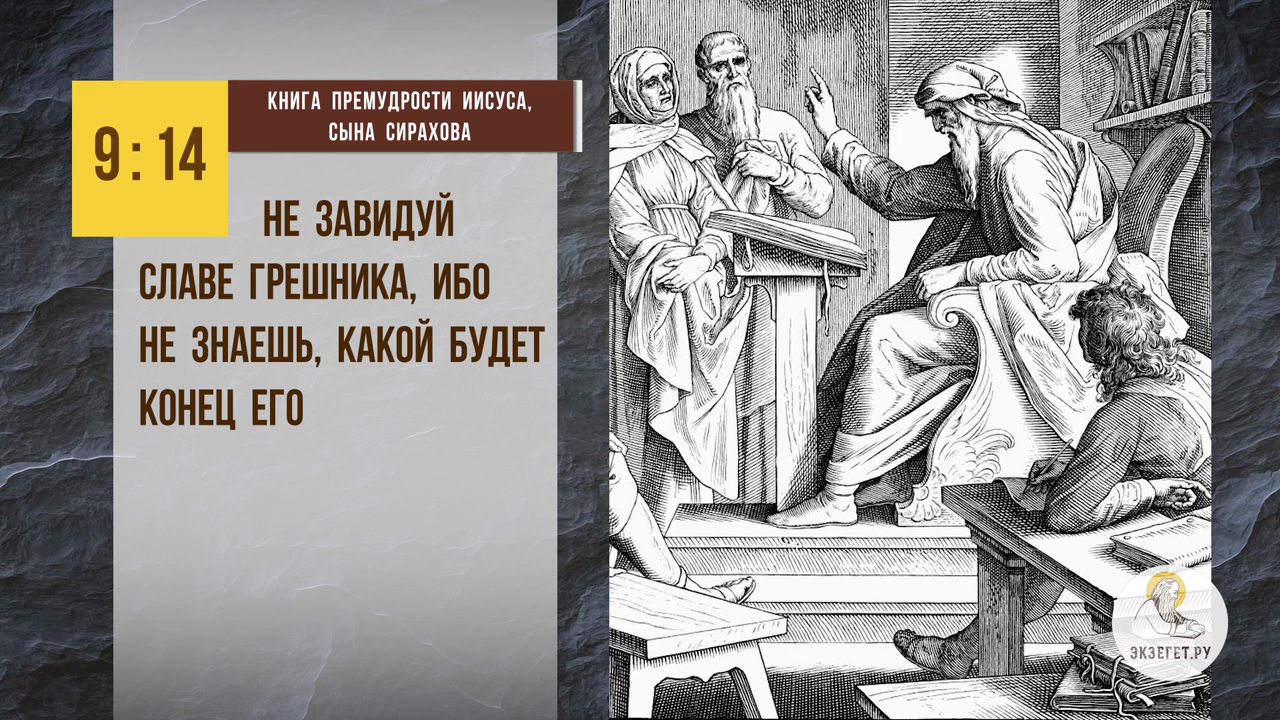 9:14
КНИГА ПРЕМУДРОСТИ ИИСУСА,
СЫНА СИРАХОВА
НЕ ЗАВИДУЙ
СЛАВЕ ГРЕШНИКА, ИБО
НЕ ЗНАЕШЬ, КАКОЙ БУДЕТ
КОНЕЦ ЕГО
ЭКЗЕГЕТ.РУ